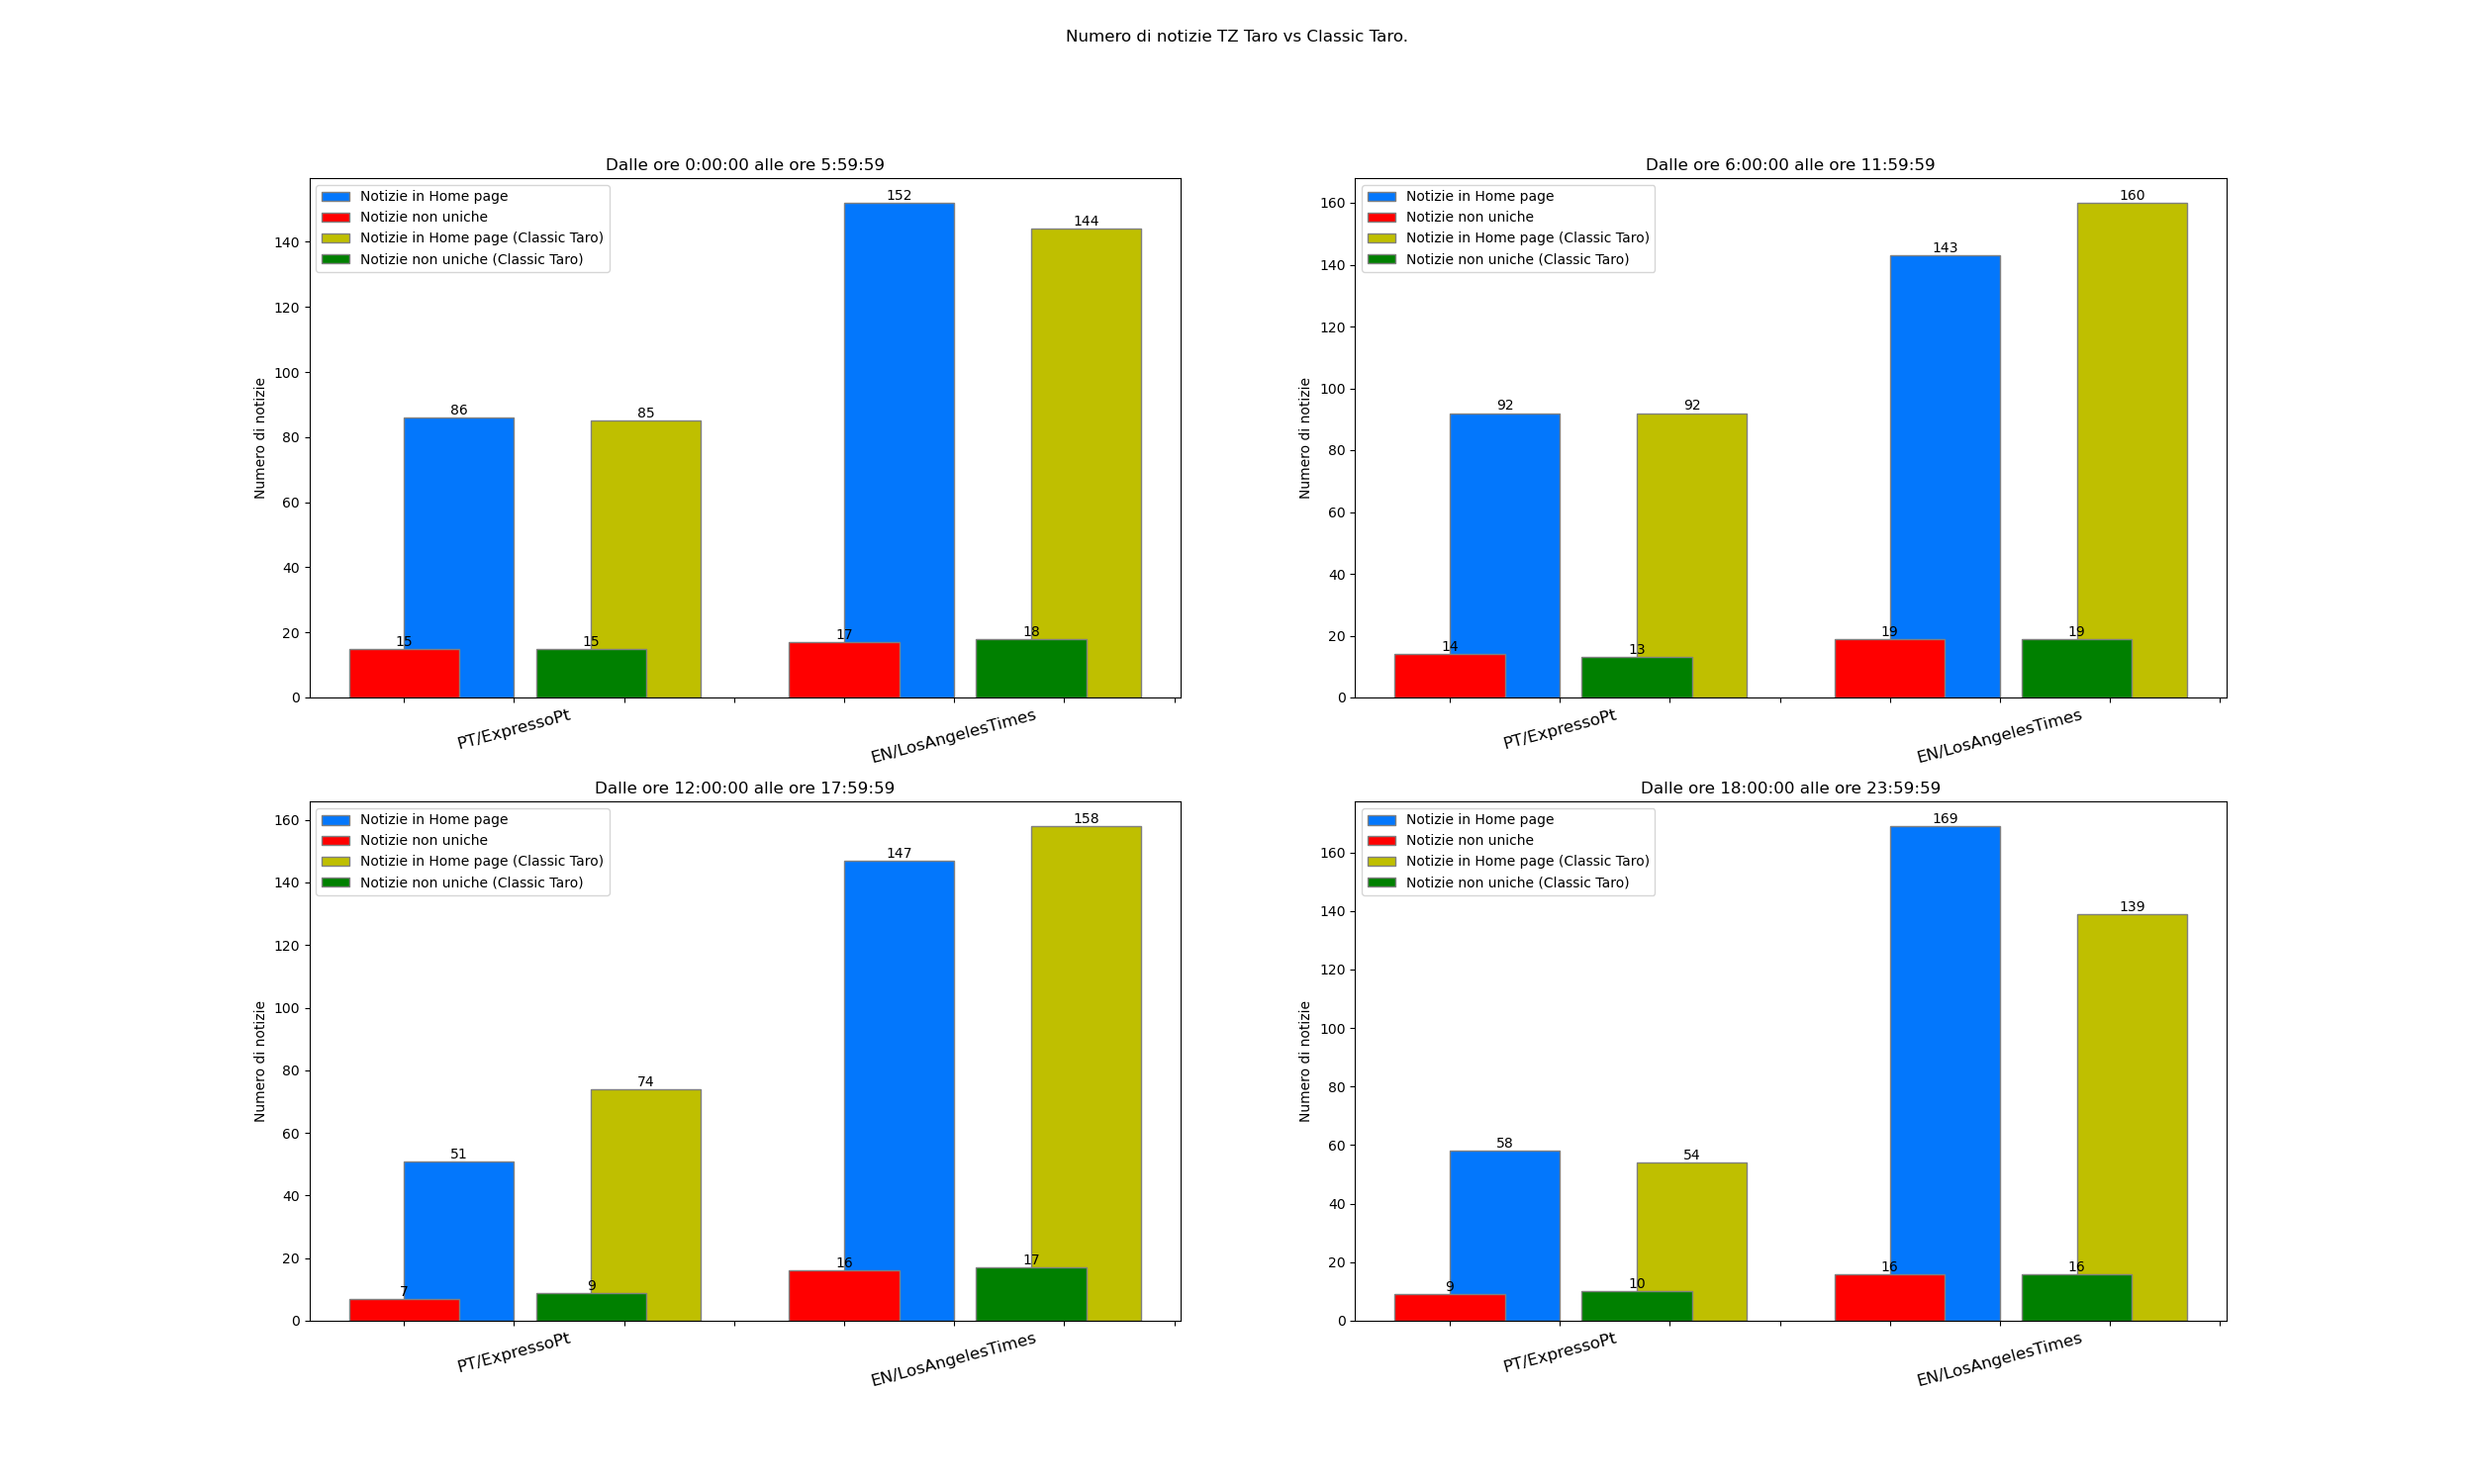 Numero di notizie TZ Taro vs Classic Taro.
Dalle ore 0:00:00 alle ore 5:59:59
Notizie in Home page
Notizie non uniche
Notizie in Home page (Classic Taro)
Notizie non uniche (Classic Taro)
Numero di notizie
140
120
100
80
60
40
20
0
86
85
152
144
15
15
17
18
PT/ExpressoPt
EN/LosAngelesTimes
Dalle ore 6:00:00 alle ore 11:59:59
Notizie in Home page
Notizie non uniche
Notizie in Home page (Classic Taro)
Notizie non uniche (Classic Taro)
Numero di notizie
160
140
120
100
80
60
40
20
0
92
92
143
160
14
13
19
19
PT/ExpressoPt
EN/LosAngelesTimes
Dalle ore 12:00:00 alle ore 17:59:59
Notizie in Home page
Notizie non uniche
Notizie in Home page (Classic Taro)
Notizie non uniche (Classic Taro)
Numero di notizie
160
140
120
100
80
60
40
20
0
51
74
147
158
7
9
16
17
PT/ExpressoPt
EN/LosAngelesTimes
Dalle ore 18:00:00 alle ore 23:59:59
Notizie in Home page
Notizie non uniche
Notizie in Home page (Classic Taro)
Notizie non uniche (Classic Taro)
Numero di notizie
160
140
120
100
80
60
40
20
0
58
54
169
139
9
10
16
16
PT/ExpressoPt
EN/LosAngelesTimes